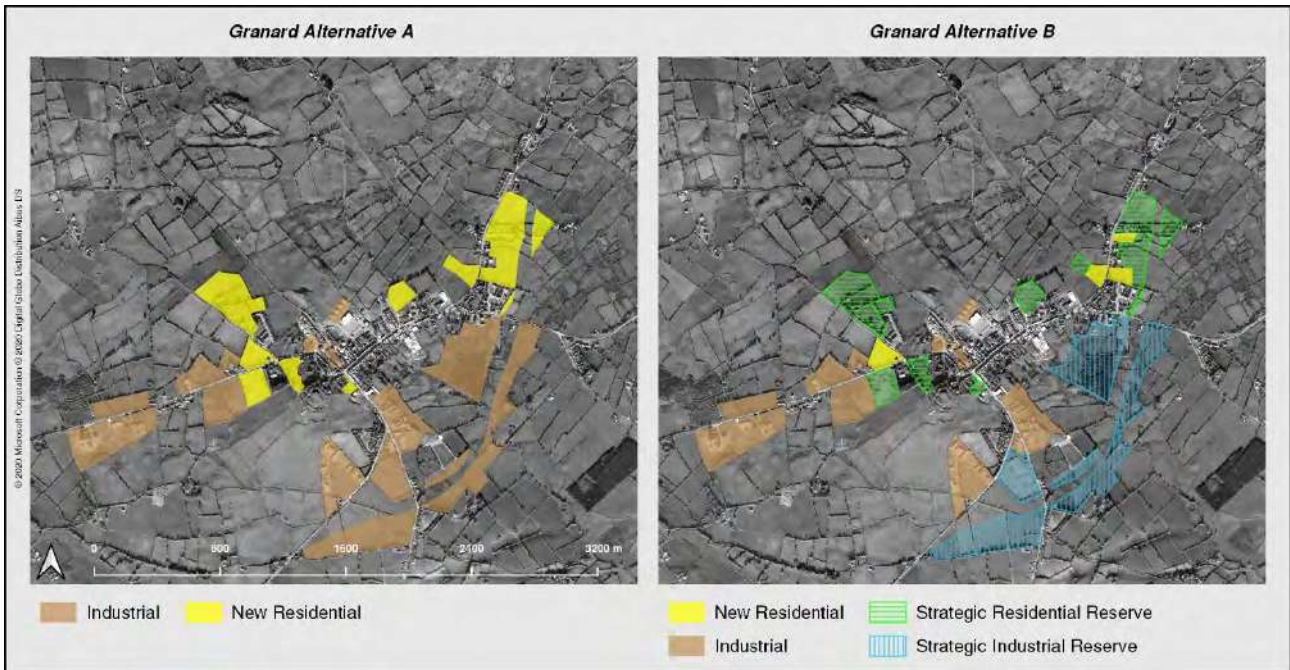 Granard Alternative A
Granard Alternative B
© 2020 Microsoft Corporation © 2020 Digital Globe Distribution Airbus DS
0 800 1600 2400 3200 m
Industrial New Residential
New Residential Strategic Residential Reserve
Industrial Strategic Industrial Reserve